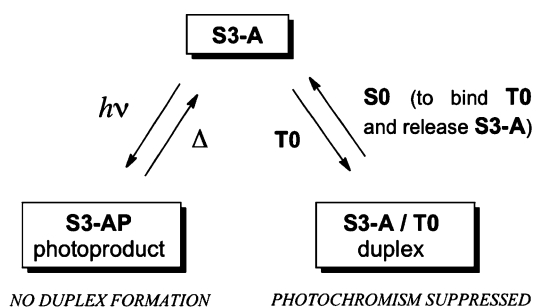 S3-A
hν
Δ
T0
S0 (to bind T0
and release S3-A)
S3-AP
photoproduct
S3-A / T0
duplex
NO DUPLEX FORMATION
PHOTOCHROMISM SUPPRESSED